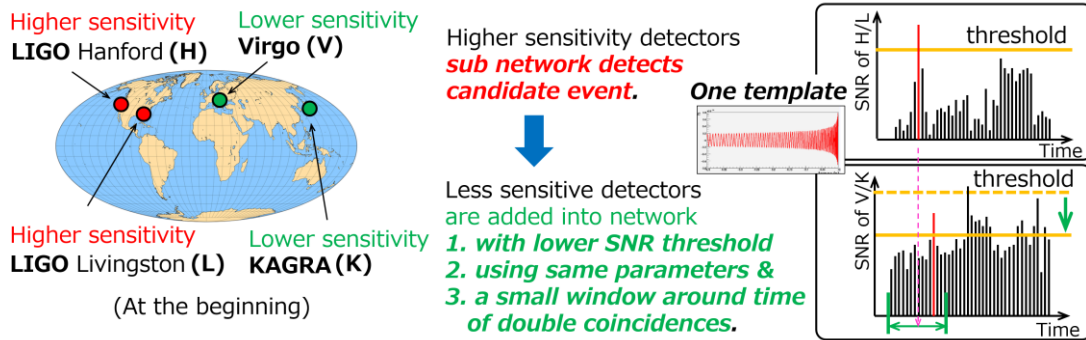 Higher sensitivity
LIGO Hanford (H)
Lower sensitivity
Virgo (V)
Higher sensitivity
LIGO Livingston (L)
Lower sensitivity
KAGRA (K)
(At the beginning)
Higher sensitivity detectors
sub network detects
candidate event.
One template
Less sensitive detectors
are added into network
1. with lower SNR threshold
2. using same parameters &
3. a small window around time
of double coincidences.
SNR of H/L
threshold
Time
SNR of V/K
threshold
Time